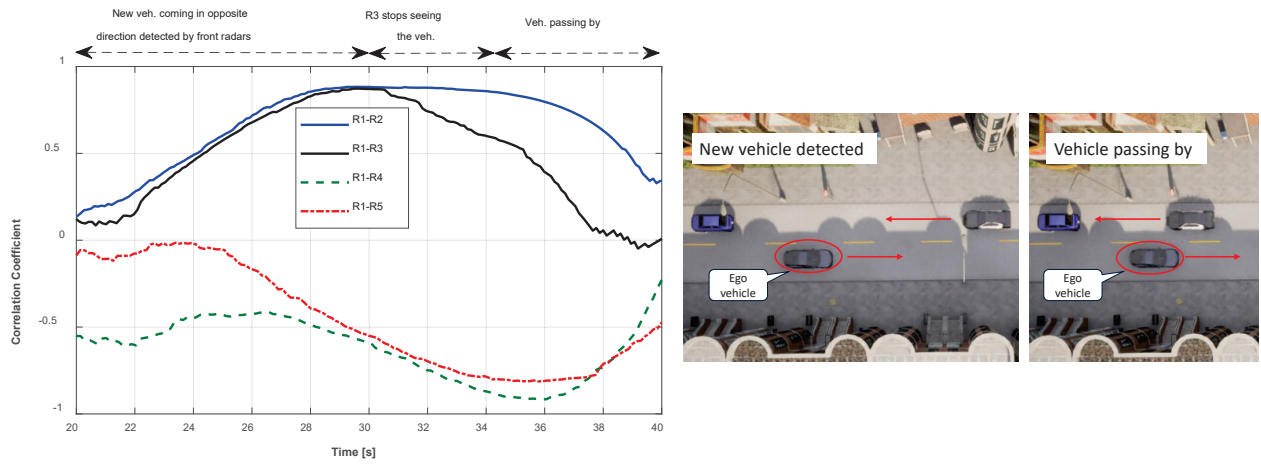 New veh. coming in opposite
direction detected by front radars
R3 stops seeing
the veh.
Veh. passing by
1
0.5
0
-0.5
-1
Correlation Coefficient
R1-R2
R1-R3
R1-R4
R1-R5
20
22
24
26
28
30
32
34
36
38
40
Time [s]
New vehicle detected
Ego
vehicle
Vehicle passing by
Ego
vehicle